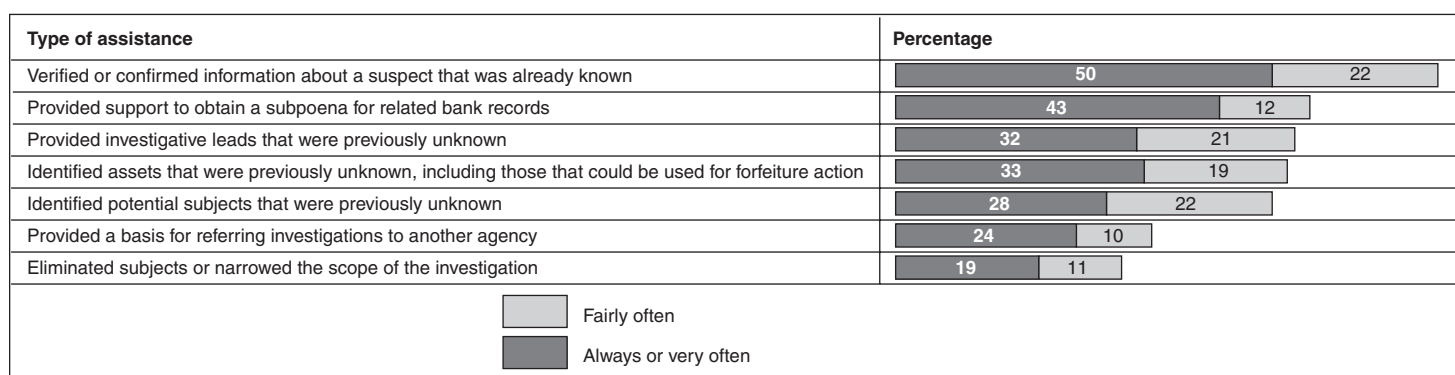 Type of assistance Percentage
Verified or confirmed information about a suspect that was already known 50 22
Provided support to obtain a subpoena for related bank records 43 12
Provided investigative leads that were previously unknown 32 21
Identified assets that were previously unknown, including those that could be used for forfeiture action 33 19
Identified potential subjects that were previously unknown 28 22
Provided a basis for referring investigations to another agency 24 10
Eliminated subjects or narrowed the scope of the investigation 19 11
Fairly often
Always or very often